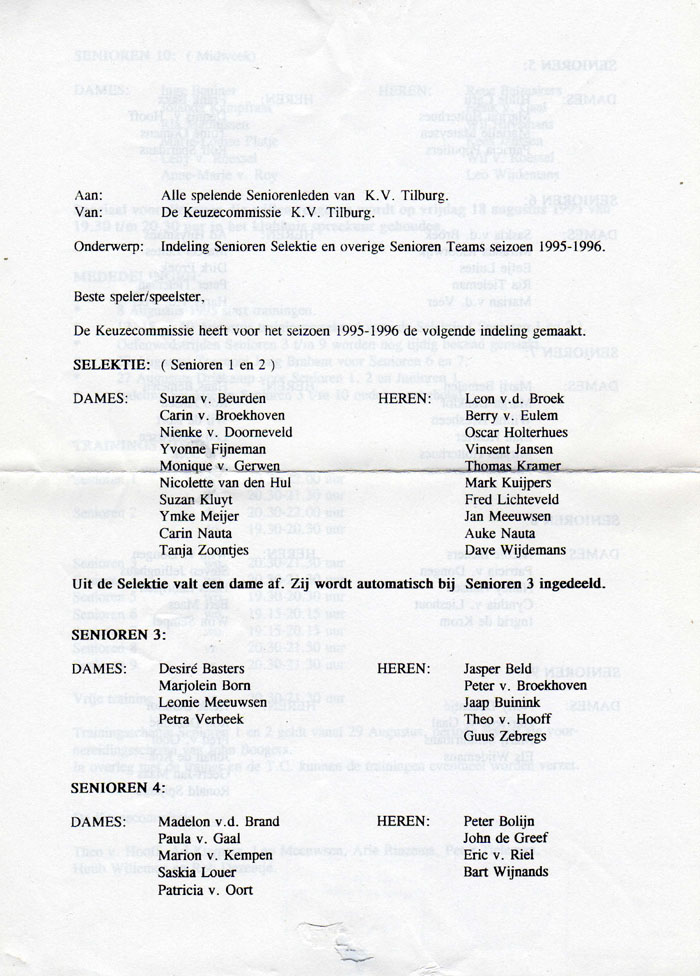 Aan: Alle spelende Seniorenleden van K.V. Tilburg.
Van: De Keuzecommissie K.V. Tilburg.
Onderwerp: Indeling Senioren Selektie en overige Senioren Teams seizoen 1995-1996.
Beste speler/speelster,
De Keuzecommissie heeft voor het seizoen 1995-1996 de volgende indeling gemaakt.
SELEKTIE: ( Senioren 1 en 2 )
DAMES: Suzan v. Beurden HEREN: Leon v.d. Broek
Carin v. Broekhoven Berry v. Eulem
Nienke v. Doorneveld Oscar Holterhues
Yvonne Fijneman Vinsent Jansen
Monique v. Gerwen Thomas Kramer
Nicolette van den Hul Mark Kuijpers
Suzan Kluyt Fred Lichteveld
Ymke Meijer Jan Meeuwsen
Carin Nauta Auke Nauta
Tanja Zoontjes Dave Wijdemans
Uit de Selektie valt een dame af. Zij wordt automatisch bij Senioren 3 ingedeeld.
SENIOREN 3:
DAMES: Desiré Basters HEREN: Jasper Beld
Marjolein Born Peter v. Broekhoven
Leonie Meeuwsen Jaap Buinink
Petra Verbeek Theo v. Hooff
Guus Zebregs
SENIOREN 4:
DAMES: Madelon v.d. Brand HEREN: Peter Bolijn
Paula v. Gaal John de Greef
Marion v. Kempen Eric v. Riel
Saskia Louer Bart Wijnands
Patricia v. Oort